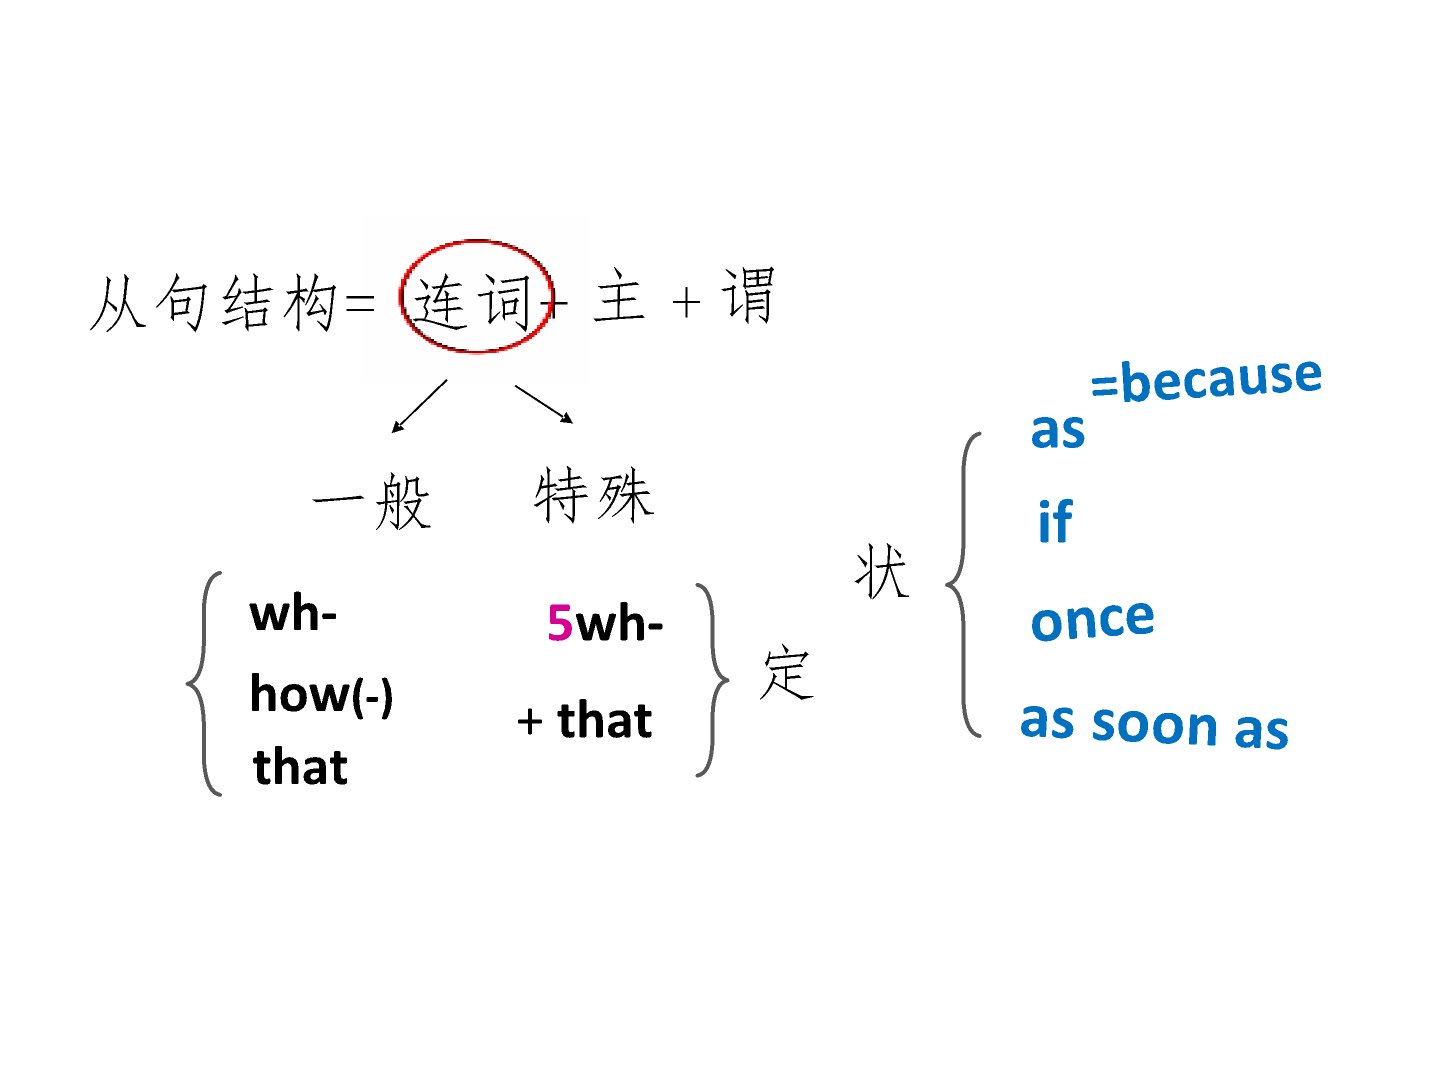 从句结构= 连词+ 主 + 谓
一般 特殊
wh-
how(-)
that
5wh-
+ that
定
状
as =because
if
once
as soon as